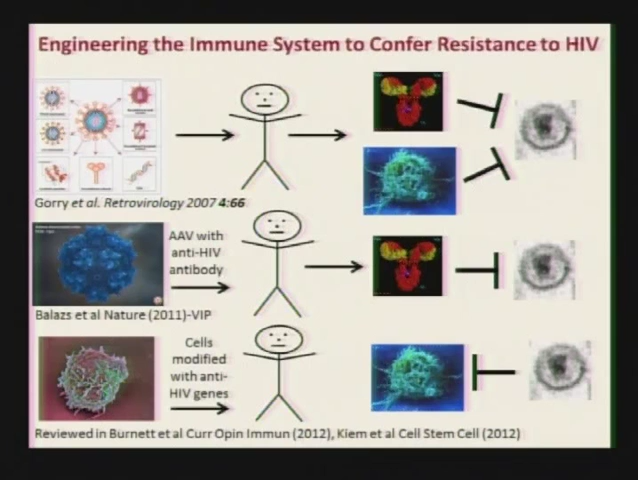 Engineering the Immune System to Confer Resistance to HIV
Gorry et al. Retrovirology 2007 4:66
AAV with
anti-HIV
antibody
Balazs et al Nature (2011)-VIP
Cells
modified
with anti-
HIV genes
Reviewed in Burnett et al Curr Opin Immun (2012), Kiem et al Cell Stem Cell (2012)